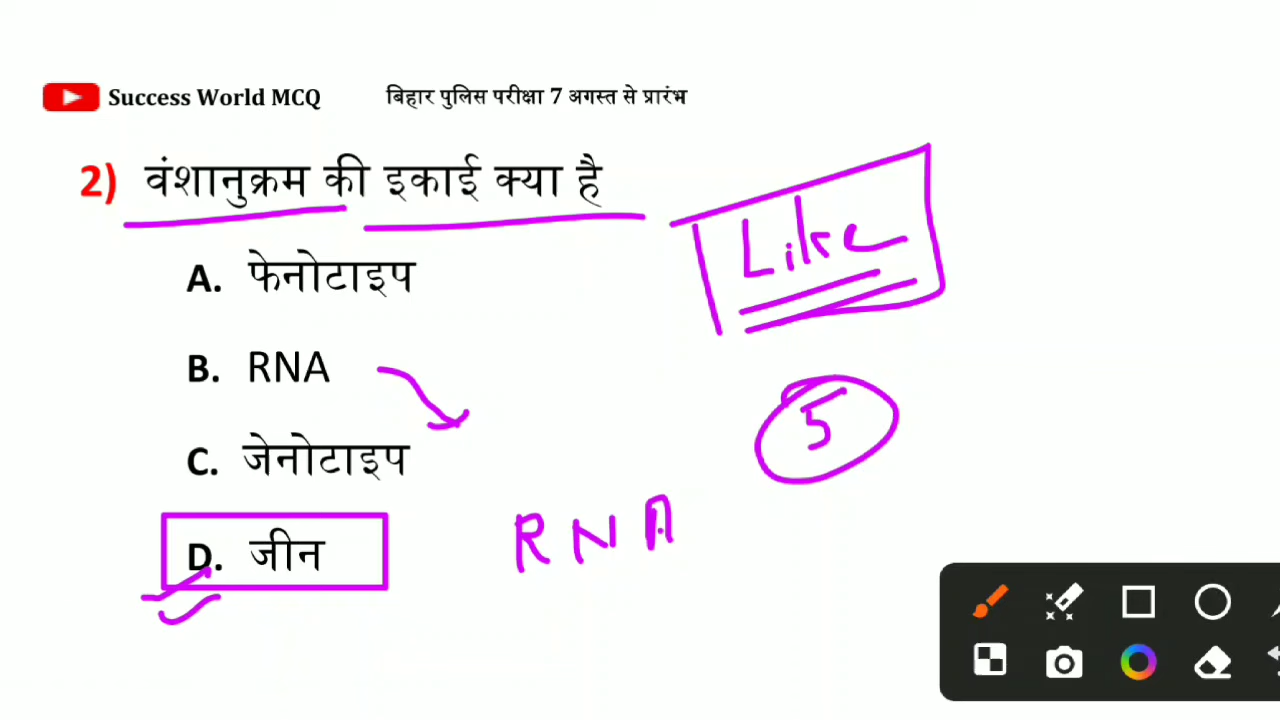 Success World MCQ बिहार पुलिस परीक्षा 7 अगस्त से प्रारंभ
2) वंशानुक्रम की इकाई क्या है
Like
A. फेनोटाइप
B. RNA
5
C. जेनोटाइप
RNA
D. जीन